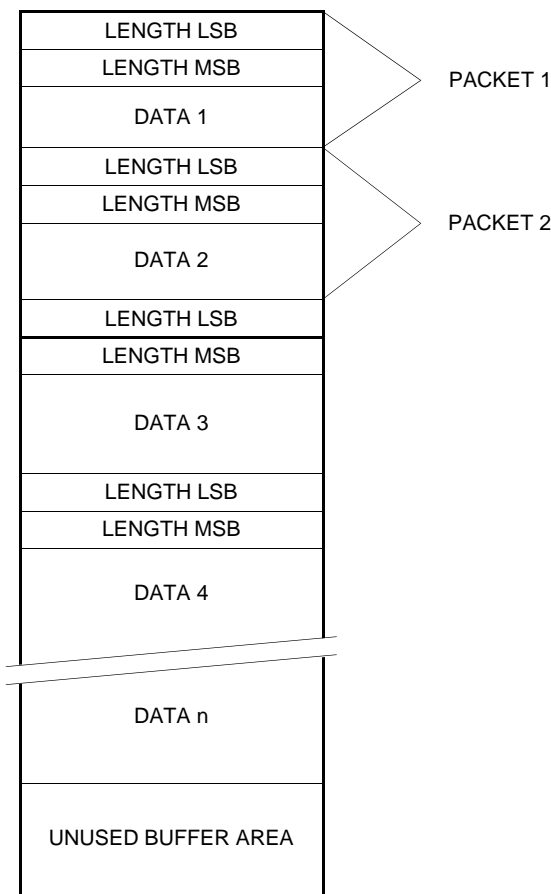 LENGTH LSB
LENGTH MSB
PACKET 1
DATA 1
LENGTH LSB
LENGTH MSB
PACKET 2
DATA 2
LENGTH LSB
LENGTH MSB
DATA 3
LENGTH LSB
LENGTH MSB
DATA 4
DATA n
UNUSED BUFFER AREA